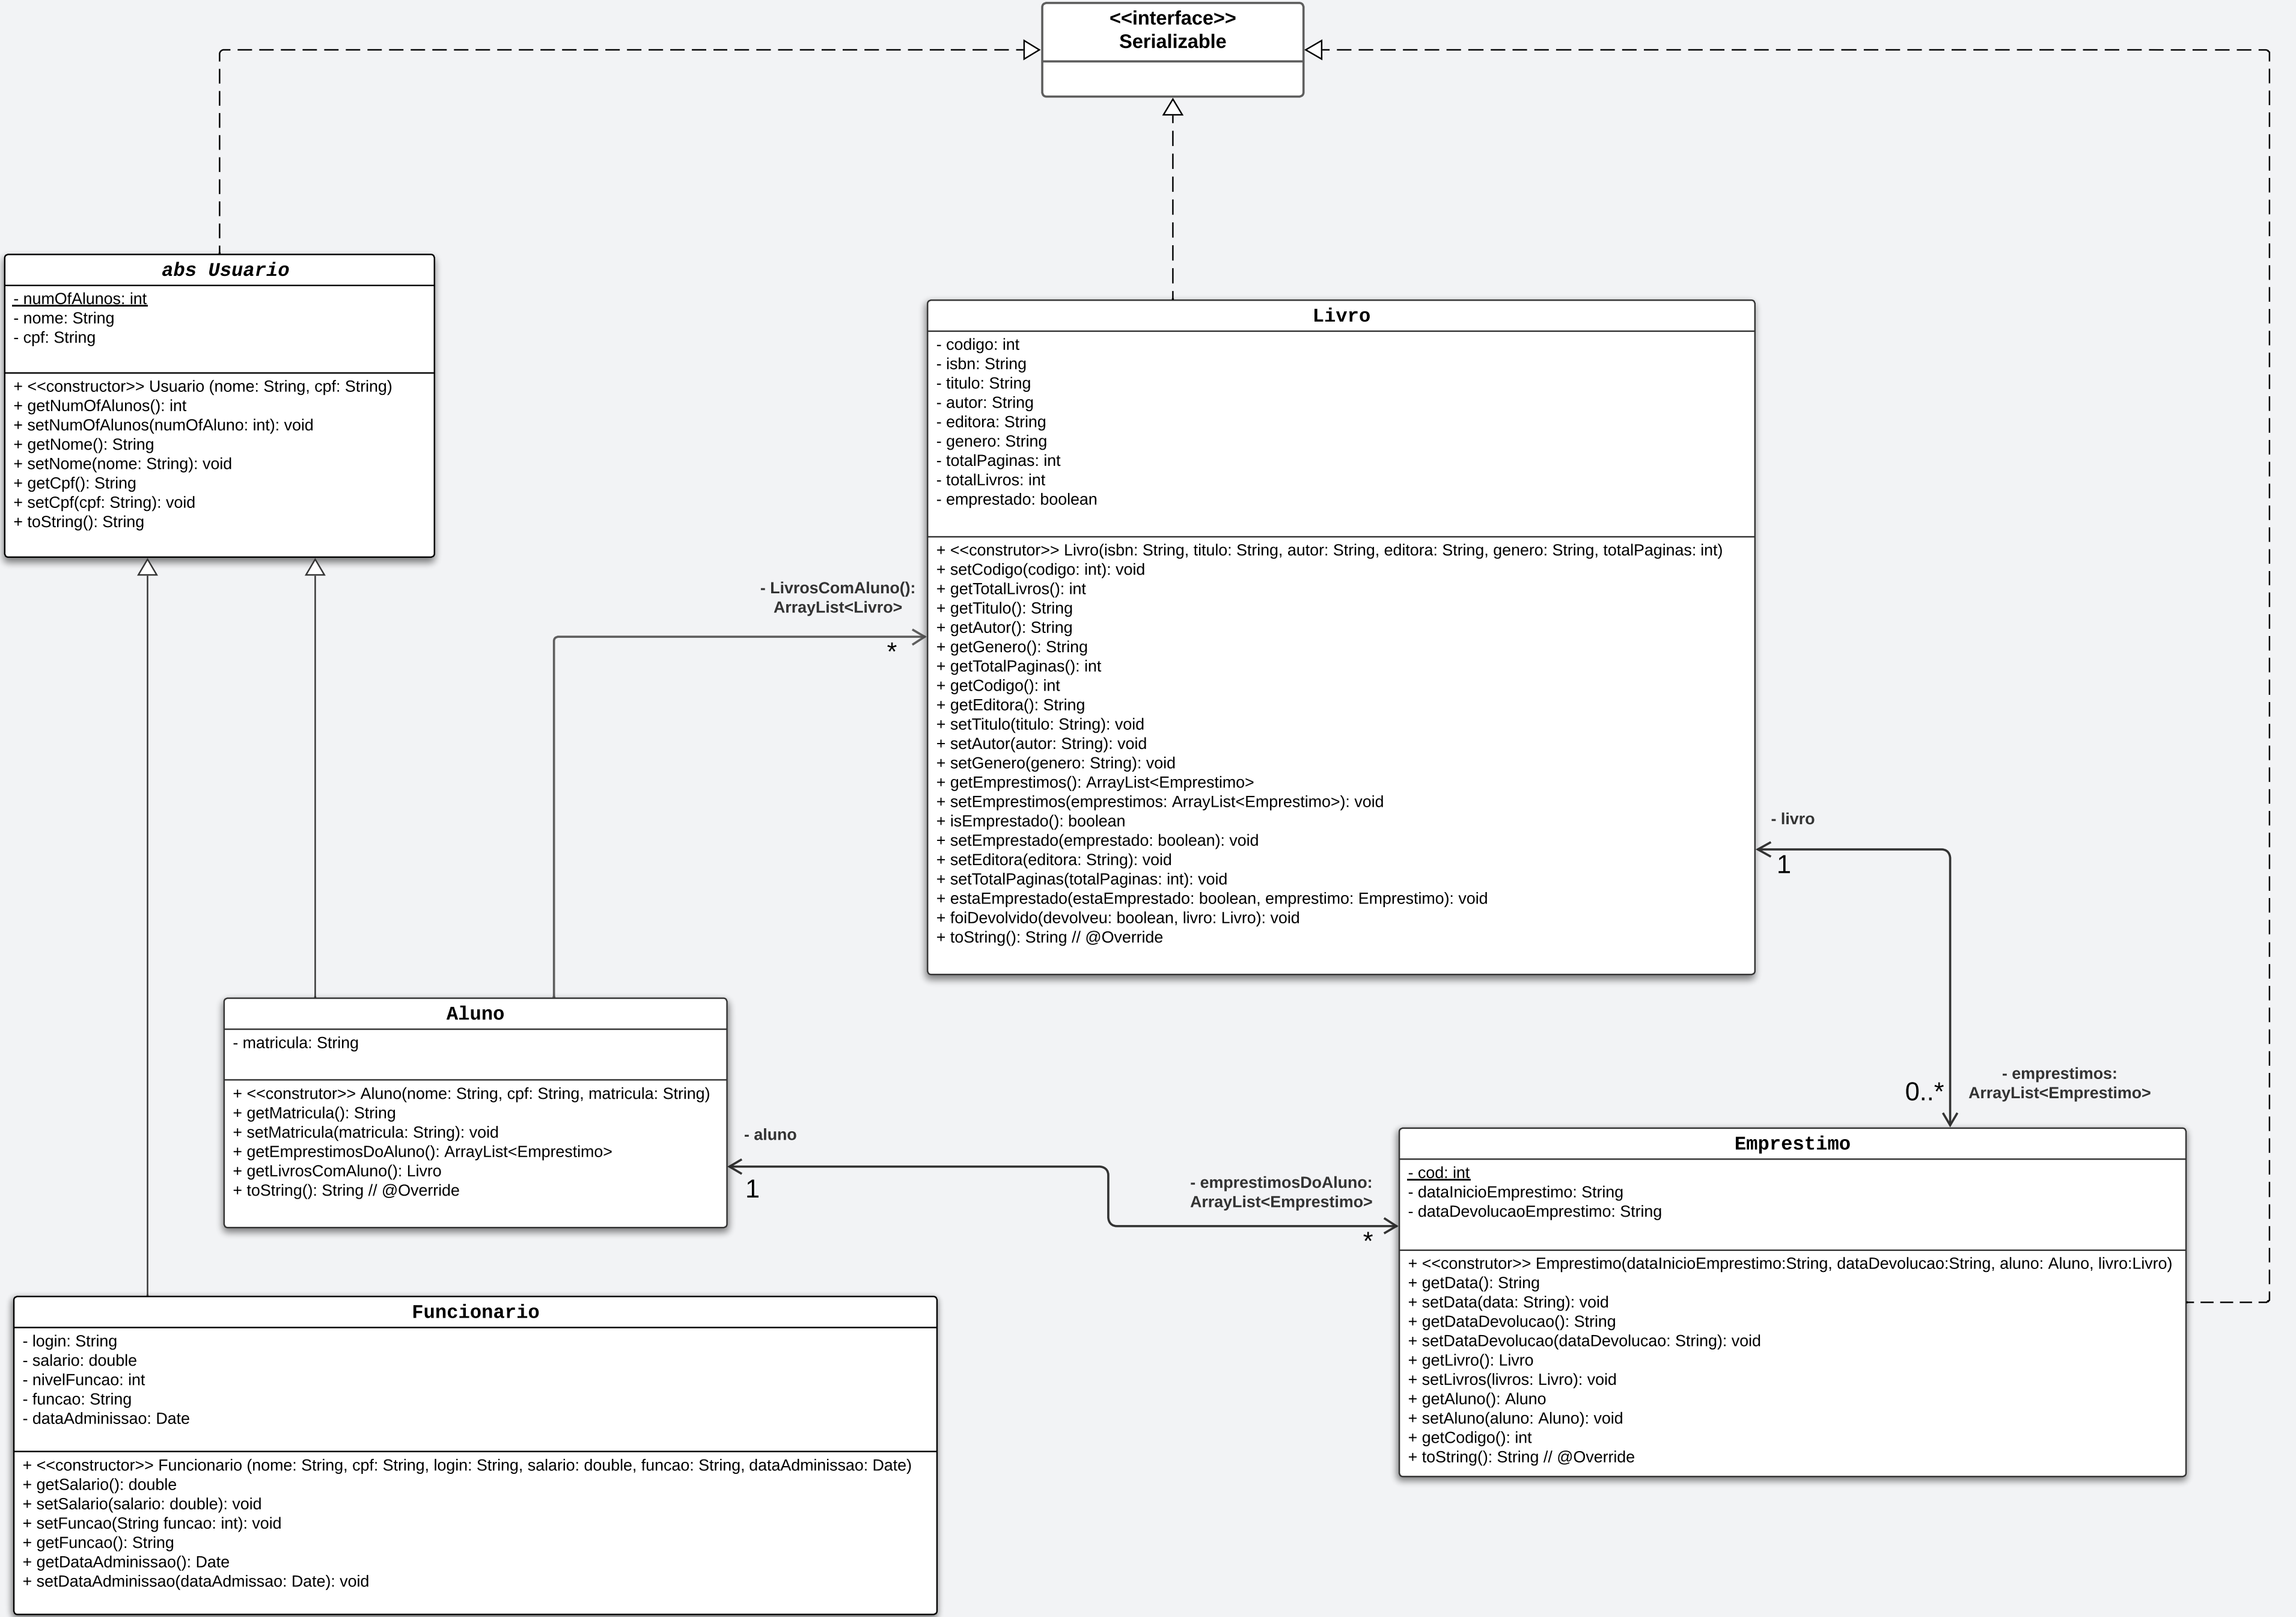 <<interface>>
Serializable
abs Usuario
- numOfAlunos: int
- nome: String
- cpf: String
+ <<constructor>> Usuario (nome: String, cpf: String)
+ getNumOfAlunos(): int
+ setNumOfAlunos(numOfAluno: int): void
+ getNome(): String
+ setNome(nome: String): void
+ getCpf(): String
+ setCpf(cpf: String): void
+ toString(): String
Livro
- codigo: int
- isbn: String
- titulo: String
- autor: String
- editora: String
- genero: String
- totalPaginas: int
- totalLivros: int
- emprestado: boolean
+ <<construtor>> Livro(isbn: String, titulo: String, autor: String, editora: String, genero: String, totalPaginas: int)
+ setCodigo(codigo: int): void
+ getTotalLivros(): int
+ getTitulo(): String
+ getAutor(): String
+ getGenero(): String
+ getTotalPaginas(): int
+ getCodigo(): int
+ getEditora(): String
+ setTitulo(titulo: String): void
+ setAutor(autor: String): void
+ setGenero(genero: String): void
+ getEmprestimos(): ArrayList<Emprestimo>
+ setEmprestimos(emprestimos: ArrayList<Emprestimo>): void
+ isEmprestado(): boolean
+ setEmprestado(emprestado: boolean): void
+ setEditora(editora: String): void
+ setTotalPaginas(totalPaginas: int): void
+ estaEmprestado(estaEmprestado: boolean, emprestimo: Emprestimo): void
+ foiDevolvido(devolveu: boolean, livro: Livro): void
+ toString(): String // @Override
- LivrosComAluno():
ArrayList<Livro>
*
- livro
1
0..*
- emprestimos:
ArrayList<Emprestimo>
Aluno
- matricula: String
+ <<construtor>> Aluno(nome: String, cpf: String, matricula: String)
+ getMatricula(): String
+ setMatricula(matricula: String): void
+ getEmprestimosDoAluno(): ArrayList<Emprestimo>
+ getLivrosComAluno(): Livro
+ toString(): String // @Override
- aluno
1
- emprestimosDoAluno:
ArrayList<Emprestimo>
*
Emprestimo
- cod: int
- dataInicioEmprestimo: String
- dataDevolucaoEmprestimo: String
+ <<construtor>> Emprestimo(dataInicioEmprestimo:String, dataDevolucao:String, aluno: Aluno, livro:Livro)
+ getData(): String
+ setData(data: String): void
+ getDataDevolucao(): String
+ setDataDevolucao(dataDevolucao: String): void
+ getLivro(): Livro
+ setLivros(livros: Livro): void
+ getAluno(): Aluno
+ setAluno(aluno: Aluno): void
+ getCodigo(): int
+ toString(): String // @Override
Funcionario
- login: String
- salario: double
- nivelFuncao: int
- funcao: String
- dataAdminissao: Date
+ <<constructor>> Funcionario (nome: String, cpf: String, login: String, salario: double, funcao: String, dataAdminissao: Date)
+ getSalario(): double
+ setSalario(salario: double): void
+ setFuncao(String funcao: int): void
+ getFuncao(): String
+ getDataAdminissao(): Date
+ setDataAdminissao(dataAdmissao: Date): void